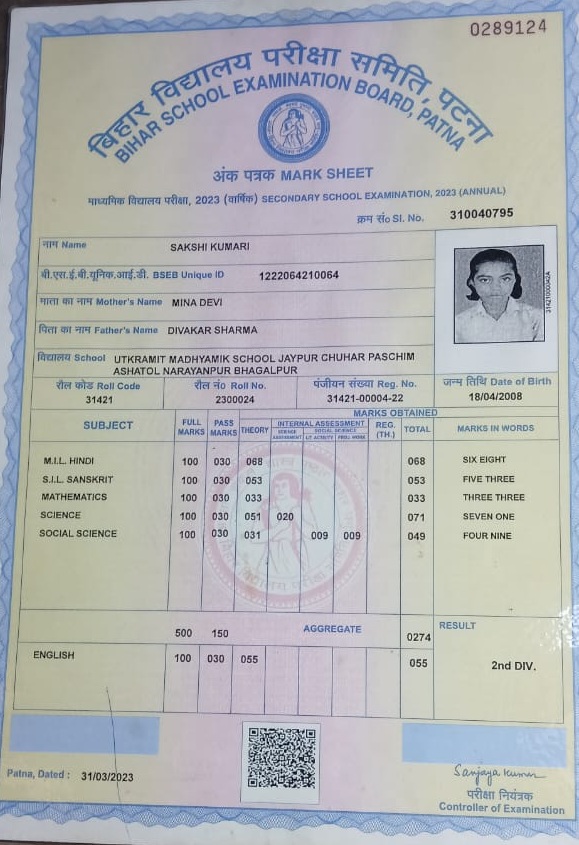 0289124
बिहार विद्यालय परीक्षा समिति, पटना
BIHAR SCHOOL EXAMINATION BOARD, PATNA
अंक पत्रक MARK SHEET
माध्यमिक विद्यालय परीक्षा, 2023 (वार्षिक) SECONDARY SCHOOL EXAMINATION, 2023 (ANNUAL)
क्रम सं० Sl. No. 310040795
नाम Name SAKSHI KUMARI
बी.एस.ई.बी.यूनिक.आई.डी. BSEB Unique ID 1222064210064
माता का नाम Mother's Name MINA DEVI
पिता का नाम Father's Name DIVAKAR SHARMA
विद्यालय School UTKRAMIT MADHYAMIK SCHOOL JAYPUR CHUHAR PASCHIM
ASHATOL NARAYANPUR BHAGALPUR
रौल कोड Roll Code रौल नं० Roll No. पंजीयन संख्या Reg. No. जन्म तिथि Date of Birth
31421 2300024 31421-00004-22 18/04/2008
MARKS OBTAINED
SUBJECT FULL MARKS PASS MARKS THEORY INTERNAL ASSESSMENT REG. (TH.) TOTAL MARKS IN WORDS
SOCIAL SCIENCE
M.I.L. HINDI 100 030 068 068 SIX EIGHT
S.I.L. SANSKRIT 100 030 053 053 FIVE THREE
MATHEMATICS 100 030 033 033 THREE THREE
SCIENCE 100 030 051 020 071 SEVEN ONE
SOCIAL SCIENCE 100 030 031 009 009 049 FOUR NINE
500 150 AGGREGATE 0274 RESULT
ENGLISH 100 030 055 055 2nd DIV.
Patna, Dated : 31/03/2023
Sanjaya Kumar
परीक्षा नियंत्रक
Controller of Examination